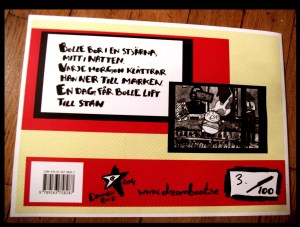 BOLLE BOR I EN STJÄRNA,
MITT I NATTEN.
VARJE MORGON KLÄTTRAR
HAN NER TILL MARKEN.
EN DAG FÅR BOLLE LIFT
TILL STAN
www.dreamboat.se
3./100